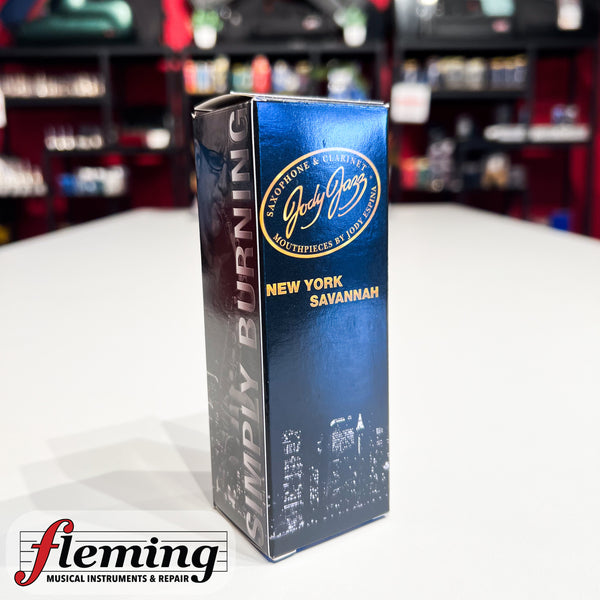 SIMPLY BURNING
SAXOPHONE & CLARINET
JodyJazz
MOUTHPIECES BY JODY ESPINA
NEW YORK
SAVANNAH
fleming
MUSICAL INSTRUMENTS & REPAIR